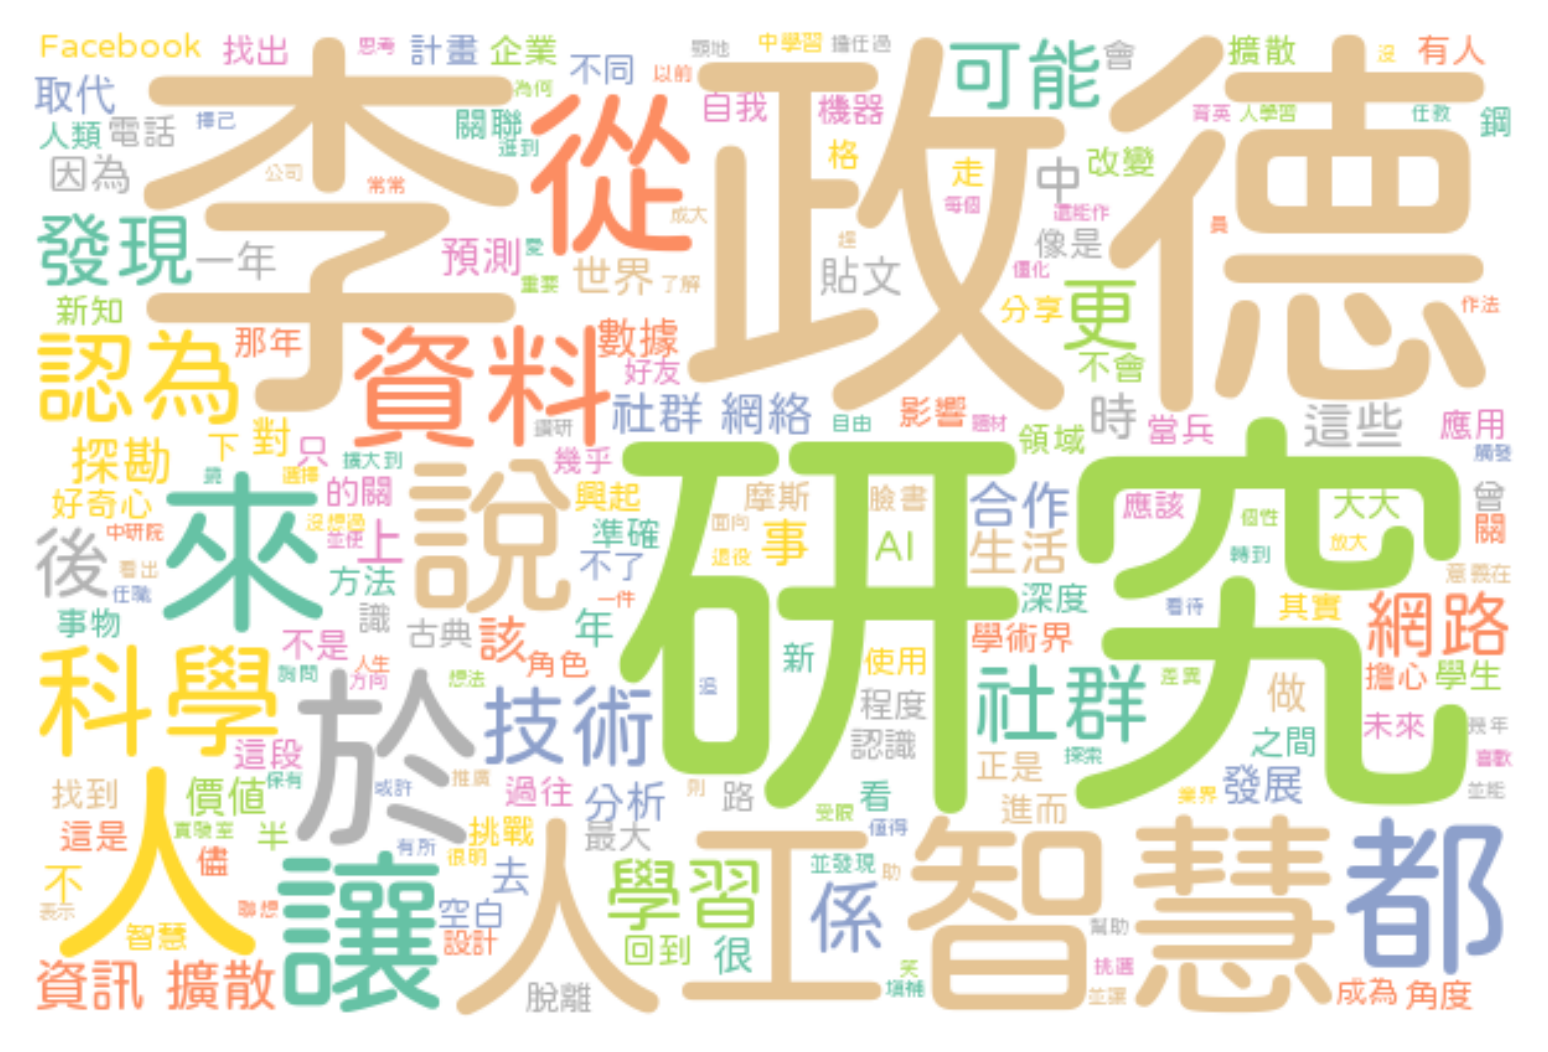 Facebook
找出
思考
計畫
企業
顎地
中學習
擔任過
可能
會
擴散
沒
有人
取代
為何
不同
以前
李政德
人類
電話
擇己
關聯
進到
從
自我
機器
育英
人學習
任教
鋼
因為
公司
常常
格
走
中
改變
發現
一年
預測
愛
成大
每個
還能作
員
重要
世界
了解
貼文
像是
僵化
新知
分享
更
作法
認為
那年
資料
數據
好友
不會
社群
網絡
自由
影響
題材
時
當兵
這些
應用
鑽研
領域
觸發
探勘
下
對
只
選擇
擴大到
幾乎
研究
好奇心
的關
來
說
興起
摩斯
臉書
合作
應該
個性
大大
曾
中研院
沒想過
並使
上
準確
面向
退役
事
AI
生活
轉到
放大
關
後
看出
任職
方法
不了
一件
意義在
事物
識
古典
該
年
深度
看待
其實
網路
不是
角色
新
使用
學術界
科學
詢問
人生
方向
想法
追
社群
差異
做
擔心
學生
於
技術
程度
認識
未來
幾年
這段
保有
或許
推廣
過往
分析
則
路
正是
探索
之間
喜歡
找到
價值
看
受限
進而
業界
發展
並能
這是
實驗室
半
儘
有所
挑戰
很明
最大
值得
人
不
表示
智慧
聯想
讓
去
學習
並發現
助
係
人工智慧
都
空白
設計
回到
很
幫助
資訊
擴散
脫離
笑
填補
挑選
並讓
成為
角度